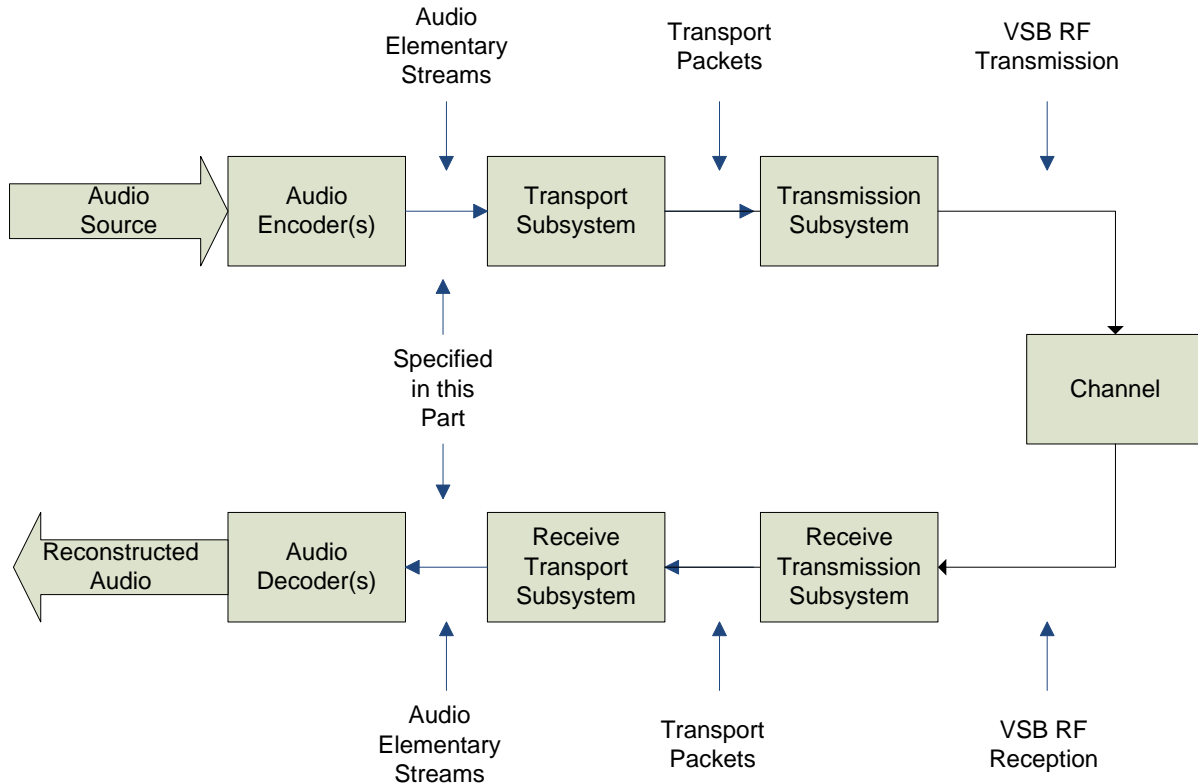 Audio
Elementary
Streams
Transport
Packets
VSB RF
Transmission
Audio
Source
Audio
Encoder(s)
Transport
Subsystem
Transmission
Subsystem
Specified
in this
Part
Channel
Reconstructed
Audio
Audio
Decoder(s)
Receive
Transport
Subsystem
Receive
Transmission
Subsystem
Audio
Elementary
Streams
Transport
Packets
VSB RF
Reception